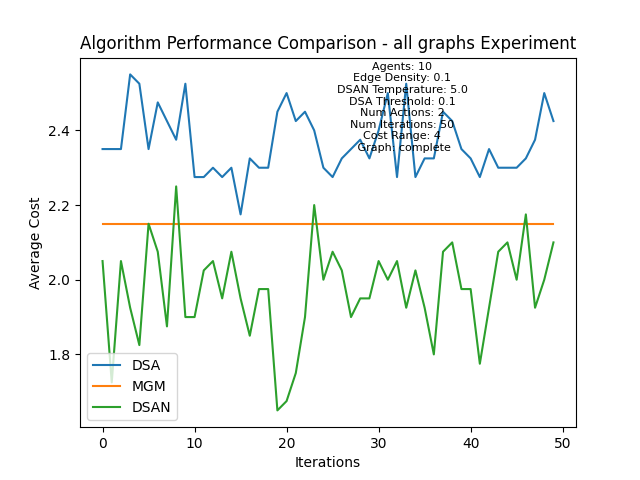 Algorithm Performance Comparison - all graphs Experiment
Agents: 10
Edge Density: 0.1
DSAN Temperature: 5.0
DSA Threshold: 0.1
Num Actions: 2
Num Iterations: 50
Cost Range: 4
Graph: complete
Average Cost
2.4
2.2
2.0
1.8
DSA
MGM
DSAN
0
10
20
30
40
50
Iterations